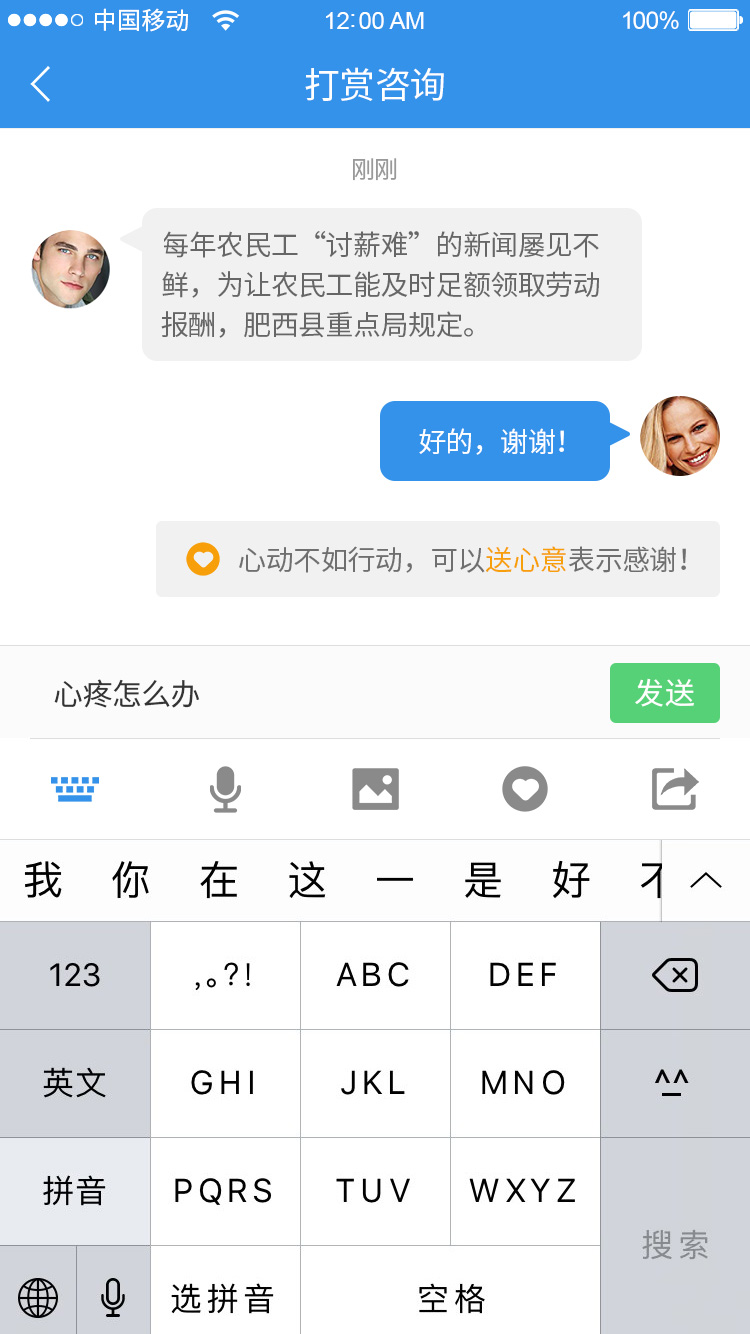 中国移动 12:00 AM 100%
打赏咨询
刚刚
每年农民工“讨薪难”的新闻屡见不
鲜，为让农民工能及时足额领取劳动
报酬，肥西县重点局规定。
好的，谢谢！
心动不如行动，可以送心意表示感谢！
心疼怎么办 发送
我 你 在 这 一 是 好 不
123 ,。?! ABC DEF
英文 GHI JKL MNO ^^
拼音 PQRS TUV WXYZ
搜索
选拼音 空格